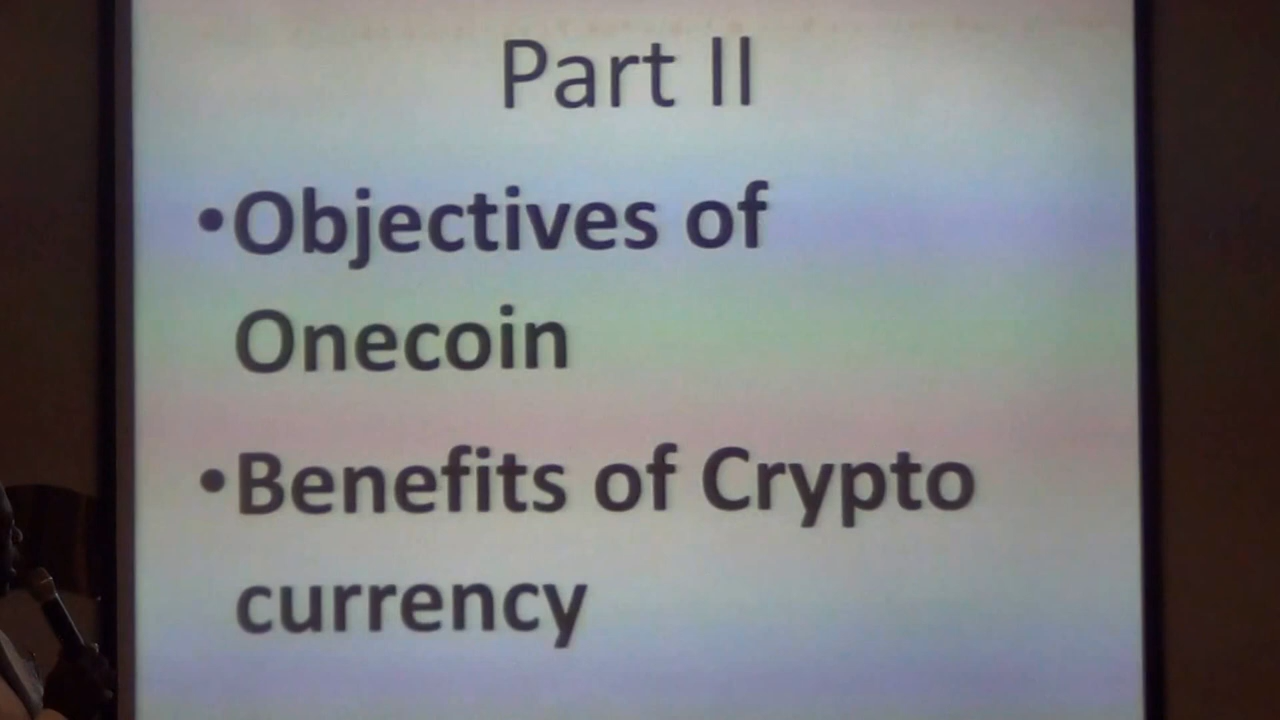 Part II
•Objectives of
Onecoin
•Benefits of Crypto
currency